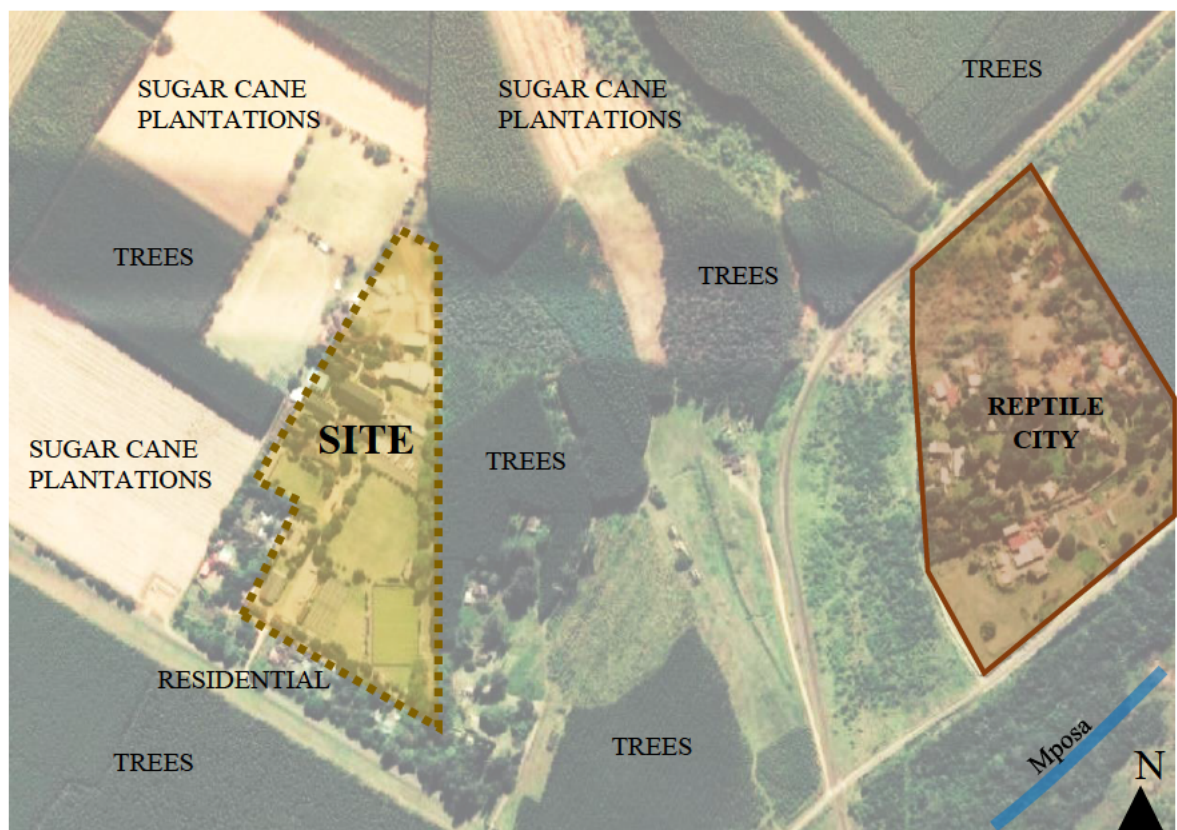 SUGAR CANE
PLANTATIONS
SUGAR CANE
PLANTATIONS
TREES
TREES
TREES
SITE
REPTILE
CITY
SUGAR CANE
PLANTATIONS
TREES
RESIDENTIAL
TREES
TREES
Mposa
N